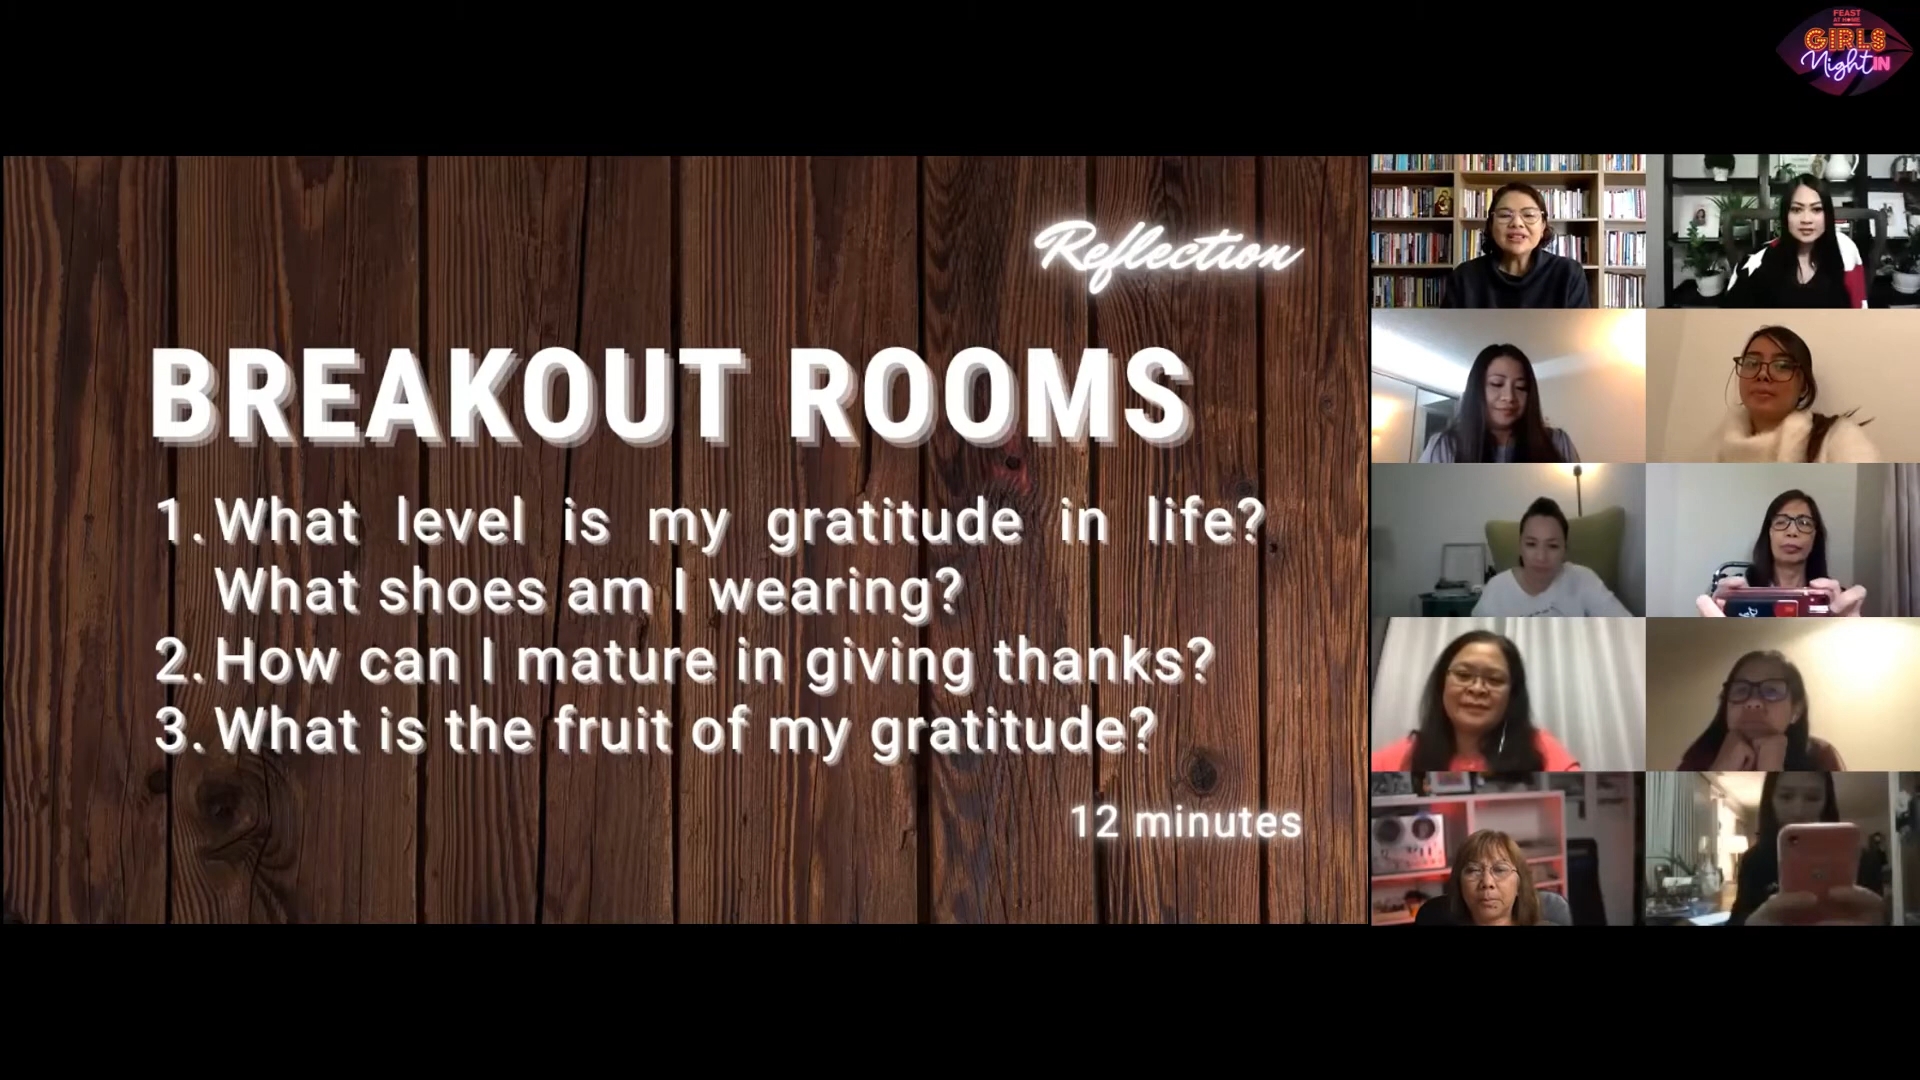 FEAST
AT HOME
GIRLS
Night IN
Reflection
BREAKOUT ROOMS
1. What level is my gratitude in life?
What shoes am I wearing?
2. How can I mature in giving thanks?
3. What is the fruit of my gratitude?
12 minutes